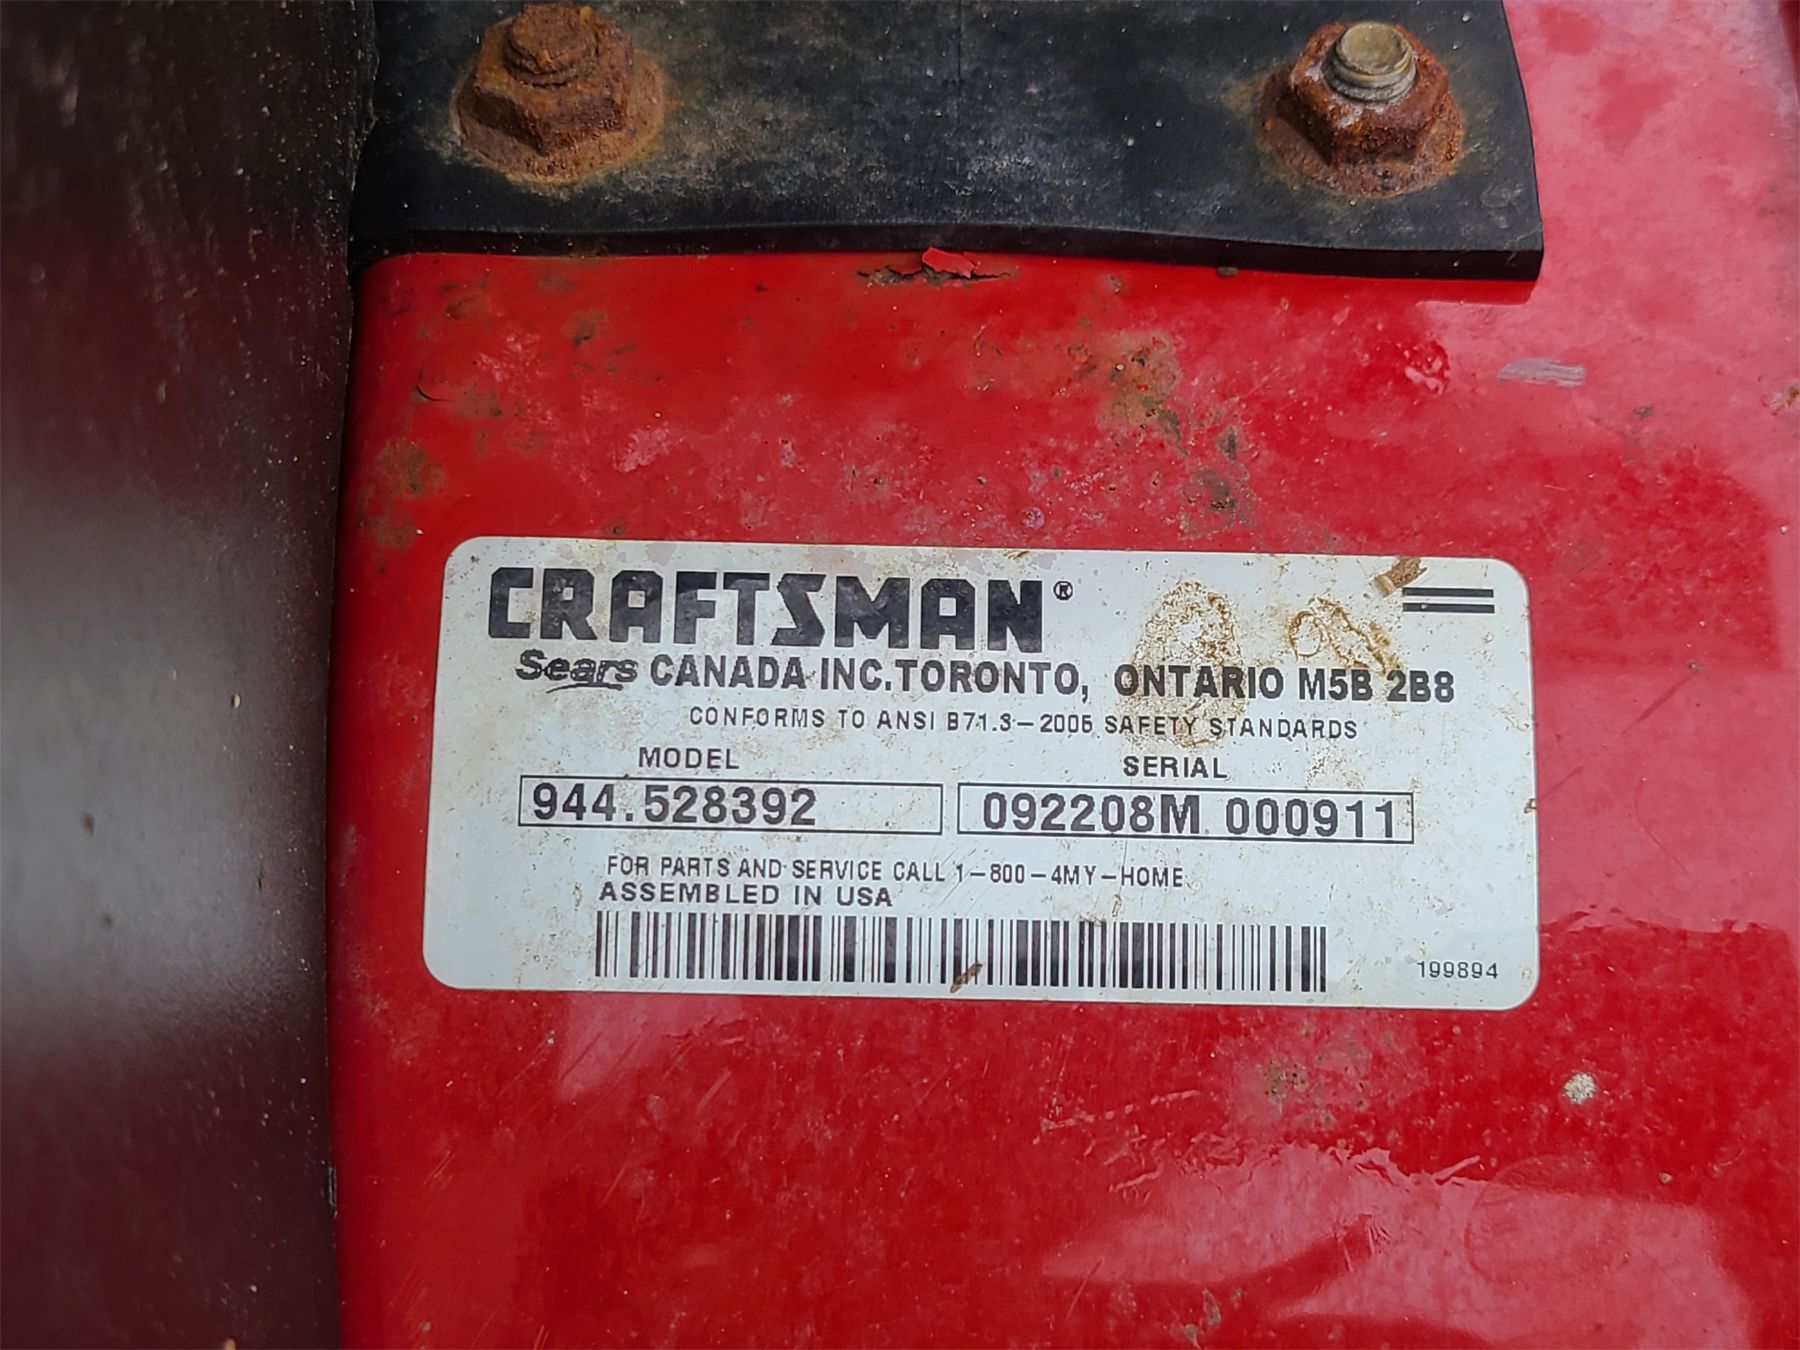 CRAFTSMAN®
Sears CANADA INC. TORONTO, ONTARIO M5B 2B8
CONFORMS TO ANSI B71.3-2005 SAFETY STANDARDS
MODEL SERIAL
944.528392 092208M 000911
FOR PARTS AND SERVICE CALL 1-800-4MY-HOME
ASSEMBLED IN USA
199894